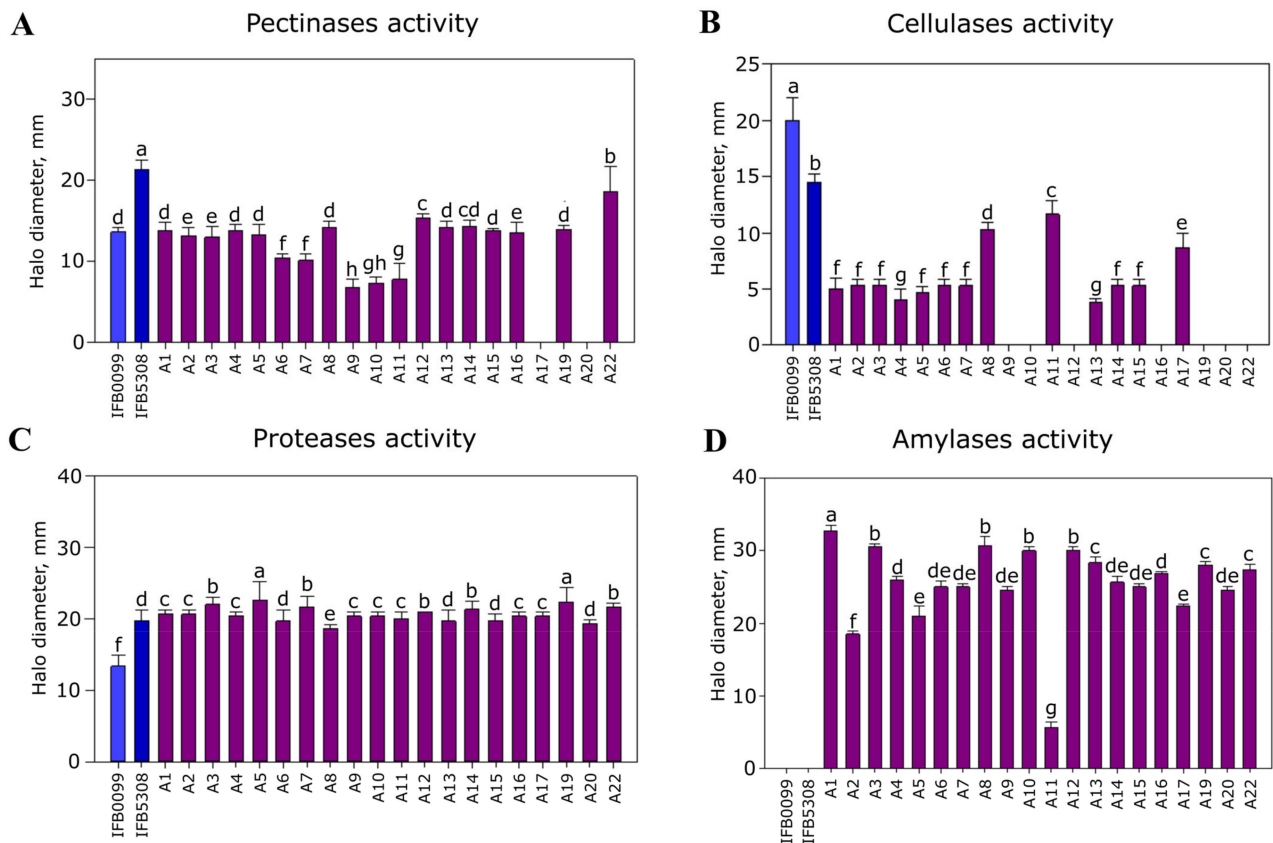 A
Pectinases activity
Halo diameter, mm
30
20
10
0
d a d e e d d f f d h gh g c d cd d e d b
IFB0099 IFB5308 A1 A2 A3 A4 A5 A6 A7 A8 A9 A10 A11 A12 A13 A14 A15 A16 A17 A19 A20 A22
B
Cellulases activity
Halo diameter, mm
25
20
15
10
5
0
a b f f f g f f f d c g f f e
IFB0099 IFB5308 A1 A2 A3 A4 A5 A6 A7 A8 A9 A10 A11 A12 A13 A14 A15 A16 A17 A19 A20 A22
C
Proteases activity
Halo diameter, mm
40
30
20
10
0
f d c c b c a d b e c c c b d b d c c a d b
IFB0099 IFB5308 A1 A2 A3 A4 A5 A6 A7 A8 A9 A10 A11 A12 A13 A14 A15 A16 A17 A19 A20 A22
D
Amylases activity
Halo diameter, mm
40
30
20
10
0
a f b d e de de b de b g b c de de d e c de c
IFB0099 IFB5308 A1 A2 A3 A4 A5 A6 A7 A8 A9 A10 A11 A12 A13 A14 A15 A16 A17 A19 A20 A22